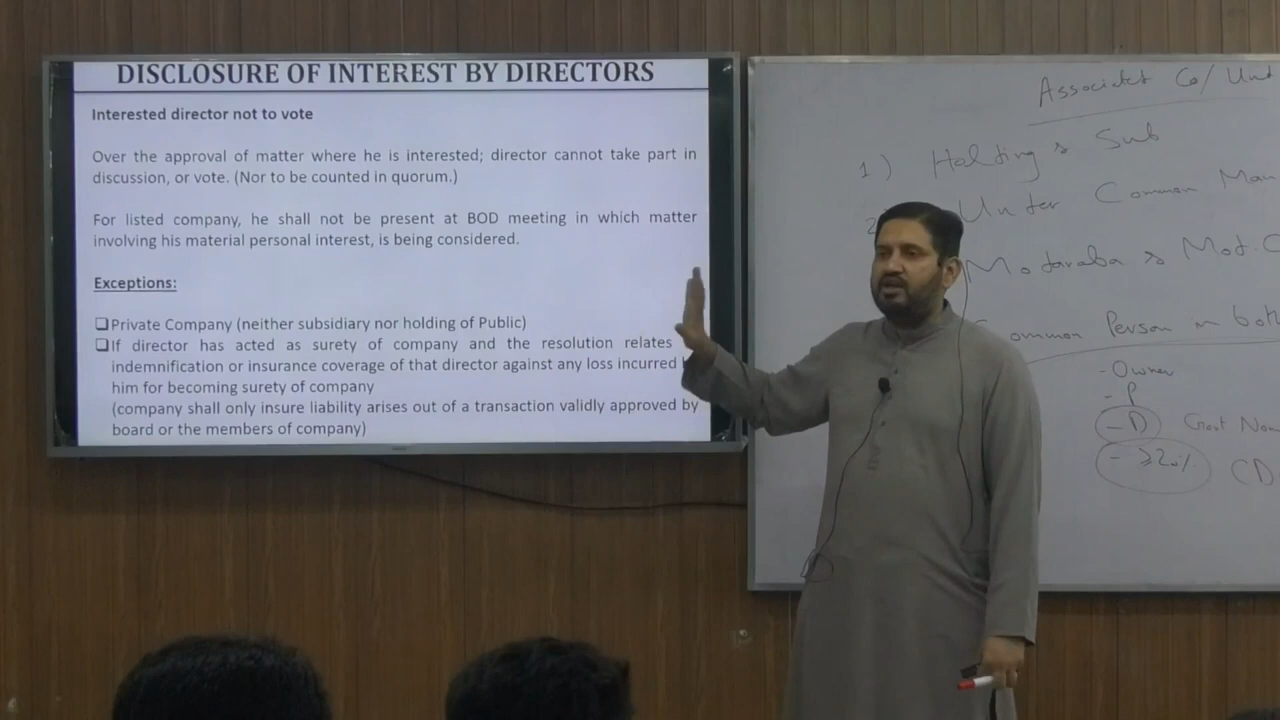 DISCLOSURE OF INTEREST BY DIRECTORS
Interested director not to vote
Over the approval of matter where he is interested; director cannot take part in
discussion, or vote. (Nor to be counted in quorum.)
For listed company, he shall not be present at BOD meeting in which matter
involving his material personal interest, is being considered.
Exceptions:
❑Private Company (neither subsidiary nor holding of Public)
❑If director has acted as surety of company and the resolution relates
indemnification or insurance coverage of that director against any loss incurred
him for becoming surety of company
(company shall only insure liability arises out of a transaction validly approved by
board or the members of company)
Co/
1) Holding & Sub
Under Common
Modaraba & Mod.
Person in
- Owner
- P
- D
- ≥20%